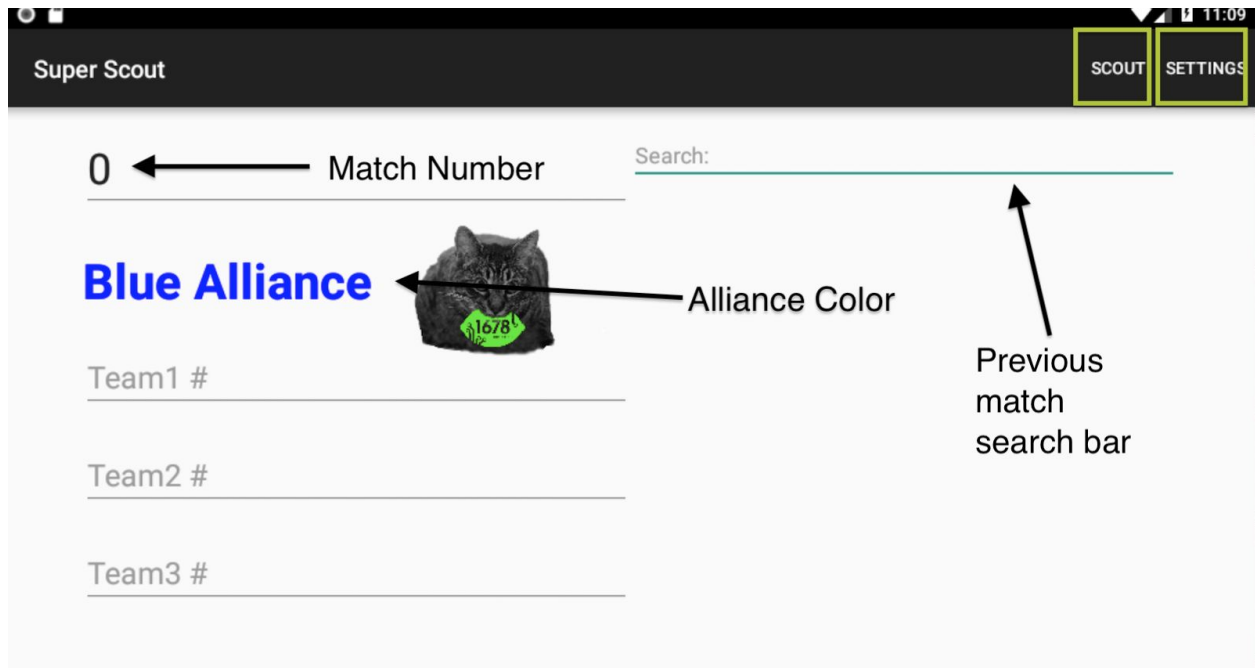 11:09
Super Scout
SCOUT
SETTINGS
0
Match Number
Search:
Blue Alliance
1678
Alliance Color
Previous
match
search bar
Team1 #
Team2 #
Team3 #